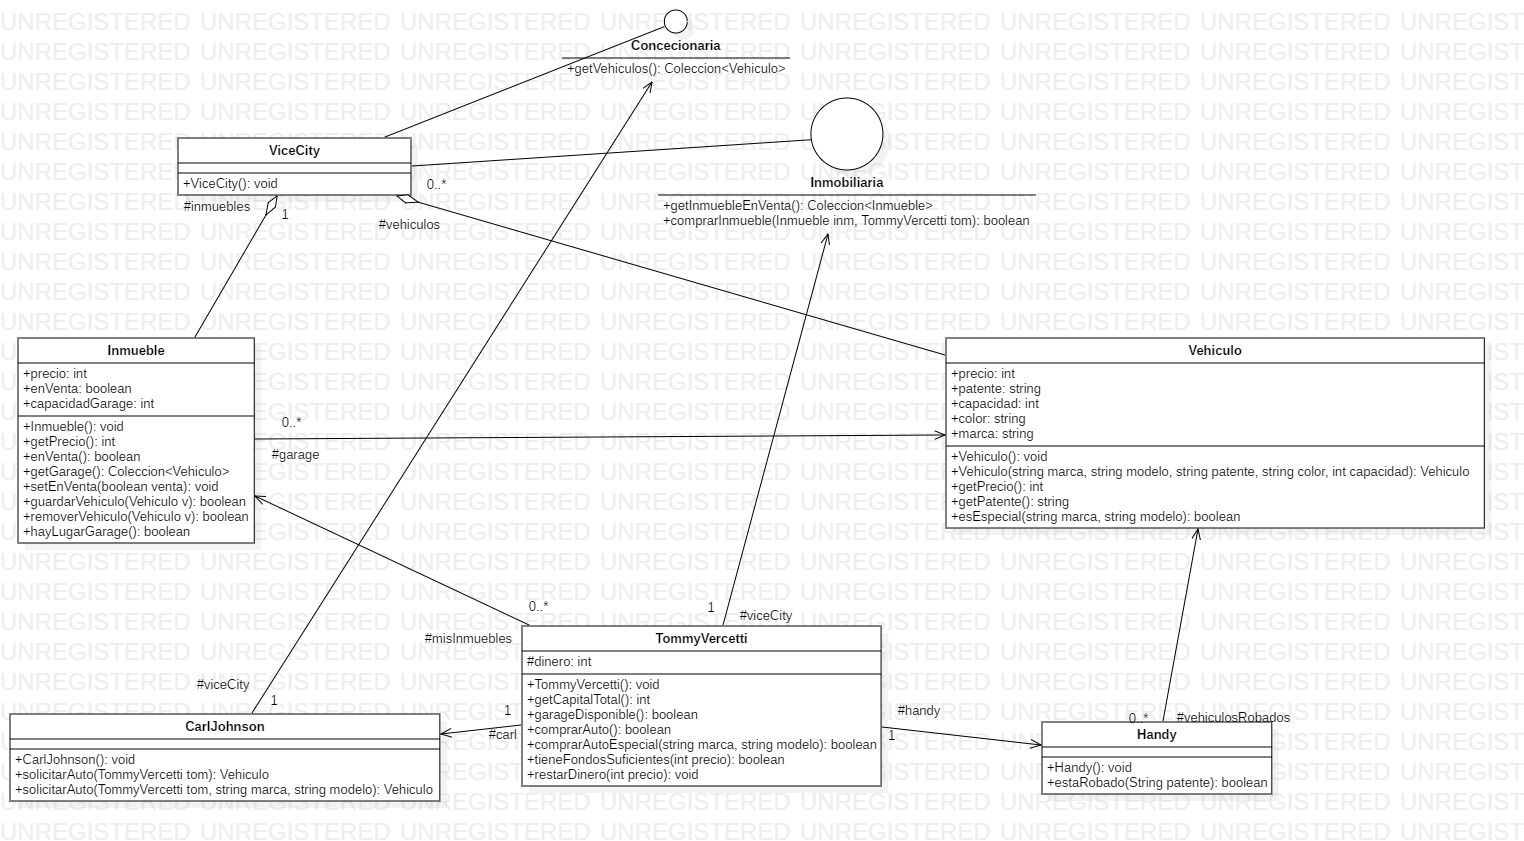 Concecionaria
+getVehiculos(): Coleccion<Vehiculo>
ViceCity
+ViceCity(): void
Inmobiliaria
+getInmuebleEnVenta(): Coleccion<Inmueble>
+comprarInmueble(Inmueble inm, TommyVercetti tom): boolean
0..*
#inmuebles
1
#vehiculos
Inmueble
+precio: int
+enVenta: boolean
+capacidadGarage: int
+Inmueble(): void
+getPrecio(): int
+enVenta(): boolean
+getGarage(): Coleccion<Vehiculo>
+setEnVenta(boolean venta): void
+guardarVehiculo(Vehiculo v): boolean
+removerVehiculo(Vehiculo v): boolean
+hayLugarGarage(): boolean
0..*
#garage
Vehiculo
+precio: int
+patente: string
+capacidad: int
+color: string
+marca: string
+Vehiculo(): void
+Vehiculo(string marca, string modelo, string patente, string color, int capacidad): Vehiculo
+getPrecio(): int
+getPatente(): string
+esEspecial(string marca, string modelo): boolean
0..*
#misInmuebles
1
#viceCity
TommyVercetti
#dinero: int
+TommyVercetti(): void
+getCapitalTotal(): int
+garageDisponible(): boolean
+comprarAuto(): boolean
+comprarAutoEspecial(string marca, string modelo): boolean
+tieneFondosSuficientes(int precio): boolean
+restarDinero(int precio): void
#viceCity
1
CarlJohnson
+CarlJohnson(): void
+solicitarAuto(TommyVercetti tom): Vehiculo
+solicitarAuto(TommyVercetti tom, string marca, string modelo): Vehiculo
1
#carl
#handy
1
0..*
#vehiculosRobados
Handy
+Handy(): void
+estaRobado(String patente): boolean
UNREGISTERED